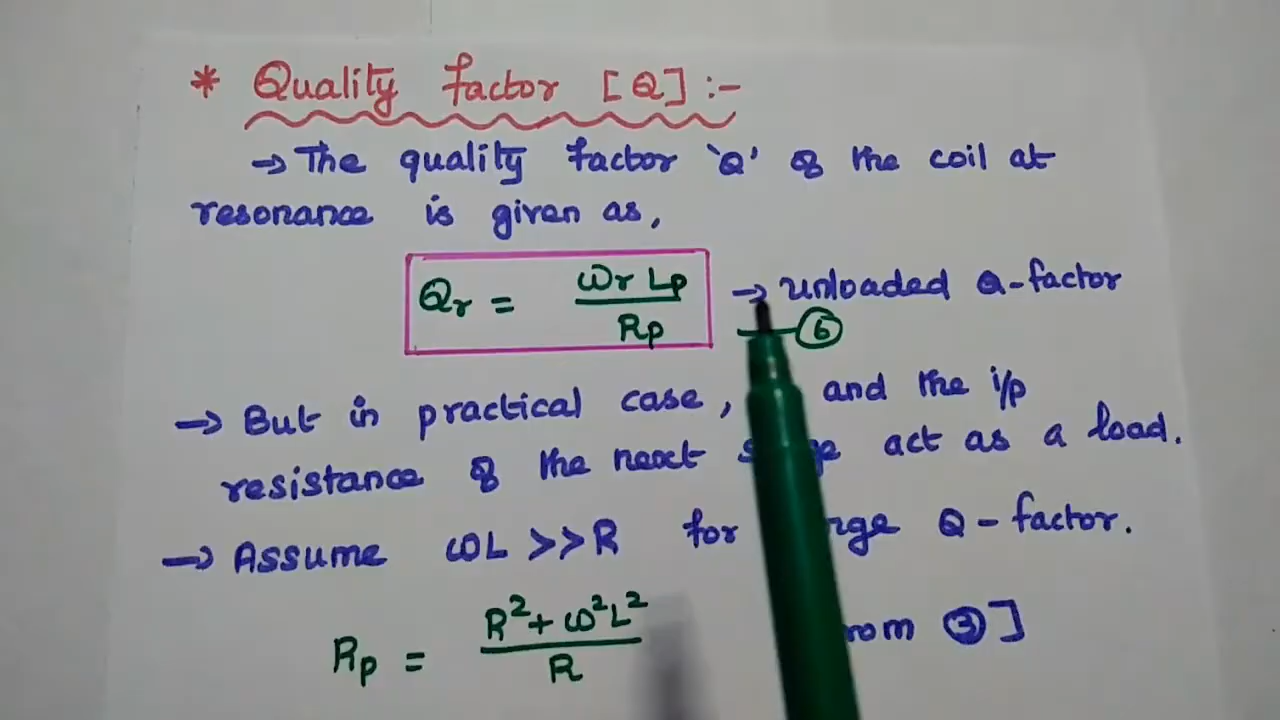 * Quality factor [Q] :-
→ The quality factor 'Q' of the coil at
resonance is given as,
Qr = ωr Lp / Rp → unloaded Q-factor
⑥
→ But in practical case, and the i/p
resistance of the next act as a load.
→ Assume ωL >>R for Q-factor.
Rp = R²+ω²L² / R ③]